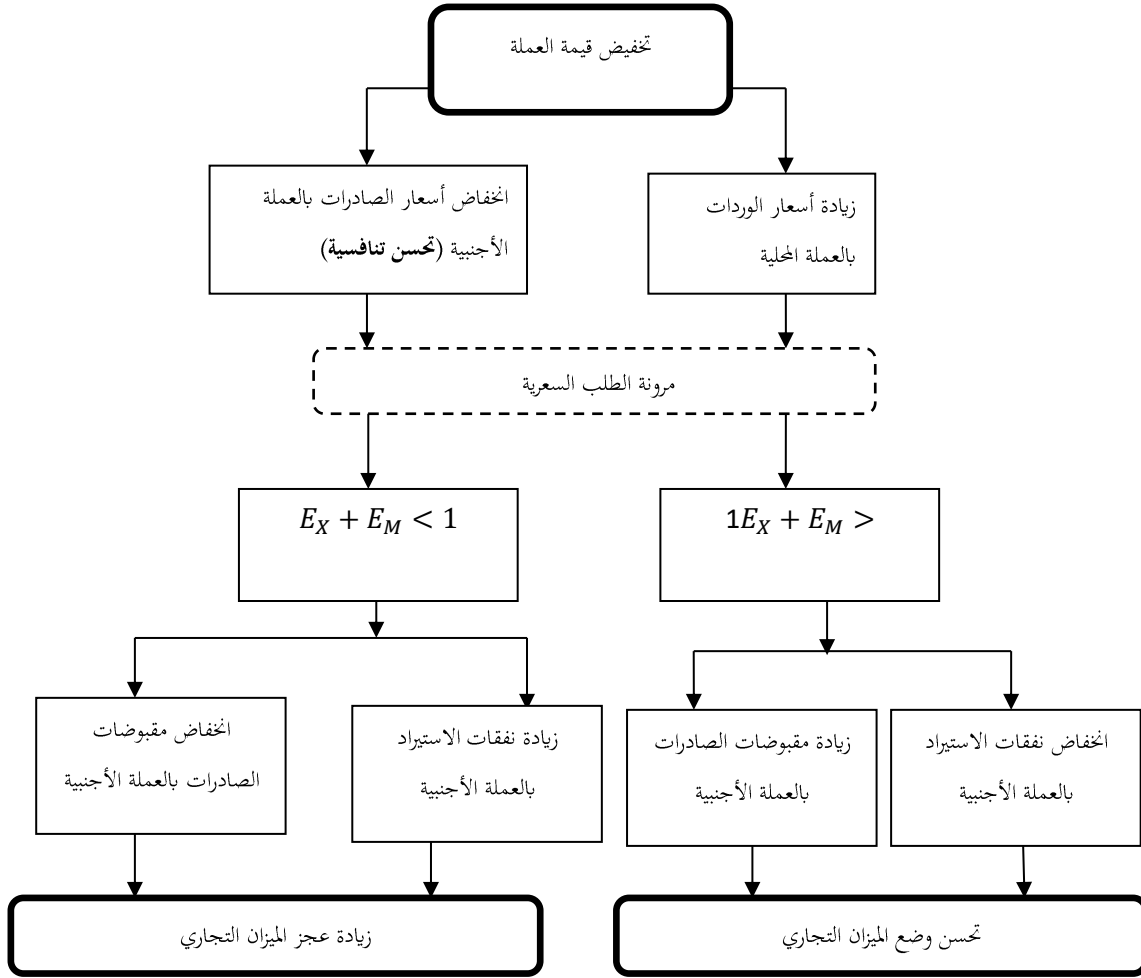 تخفيض قيمة العملة
زيادة أسعار الوردات
بالعملة المحلية
انخفاض أسعار الصادرات بالعملة
الأجنبية (تحسن تنافسية)
مرونة الطلب السعرية
1E_X + E_M >
E_X + E_M < 1
انخفاض نفقات الاستيراد
بالعملة الأجنبية
زيادة مقبوضات الصادرات
بالعملة الأجنبية
زيادة نفقات الاستيراد
بالعملة الأجنبية
انخفاض مقبوضات
الصادرات بالعملة الأجنبية
تحسن وضع الميزان التجاري
زيادة عجز الميزان التجاري